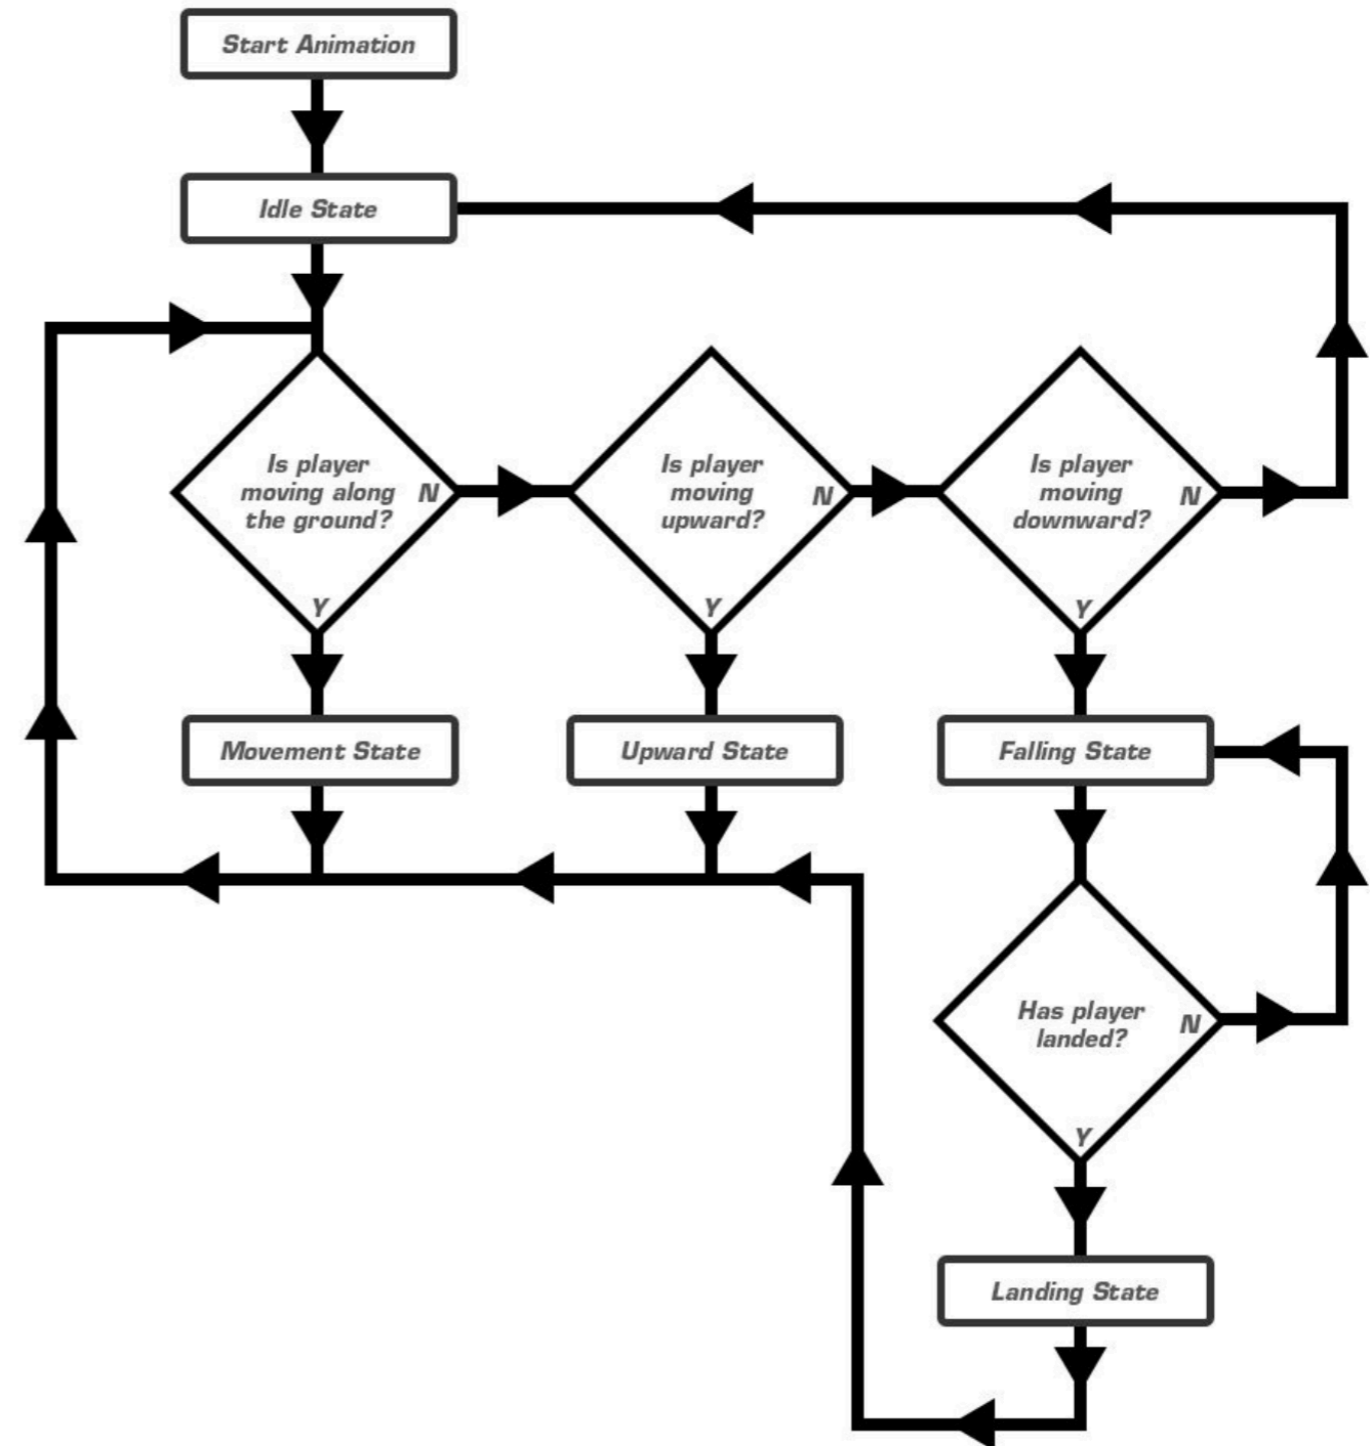 Start Animation
Idle State
Is player
moving along
the ground?
N
Y
Is player
moving
upward?
N
Y
Is player
moving
downward?
N
Y
Movement State
Upward State
Falling State
Has player
landed?
N
Y
Landing State